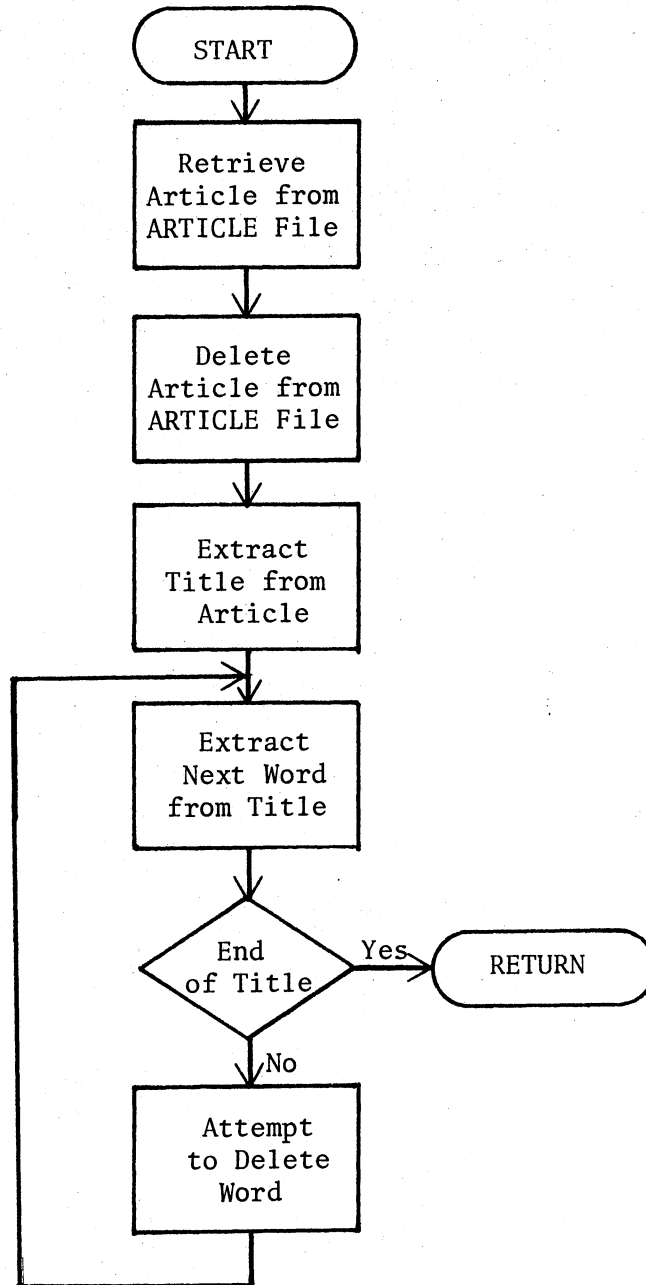 START
Retrieve
Article from
ARTICLE File
Delete
Article from
ARTICLE File
Extract
Title from
Article
Extract
Next Word
from Title
End
of Title
Yes
RETURN
No
Attempt
to Delete
Word